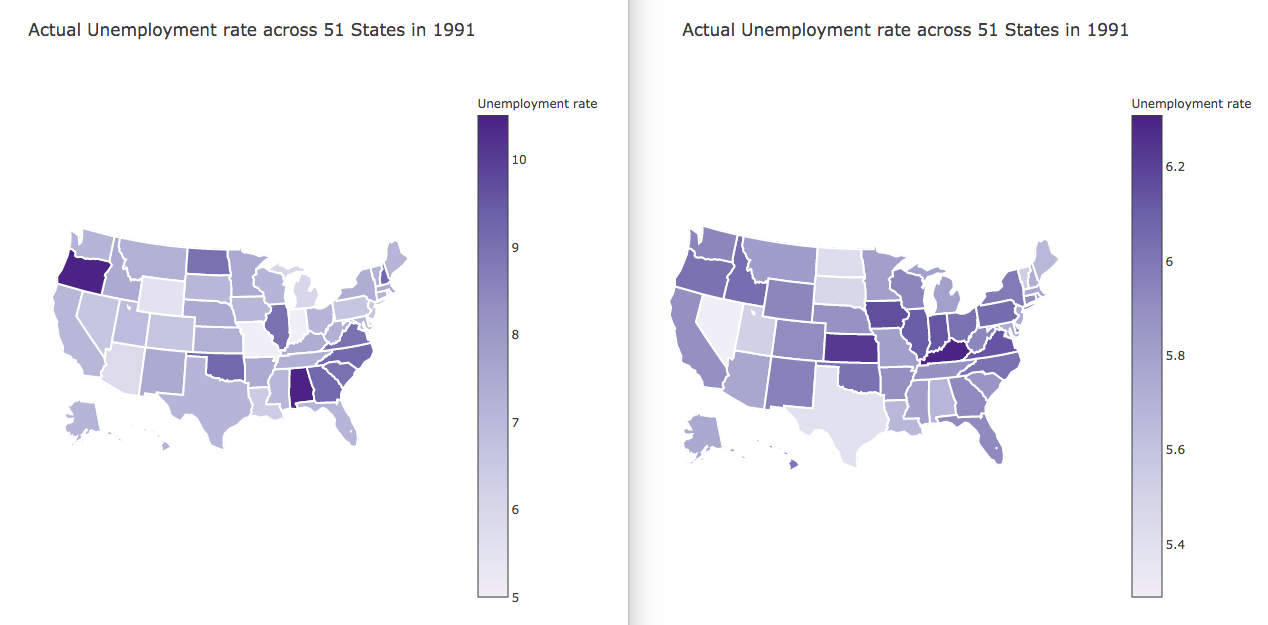 Actual Unemployment rate across 51 States in 1991
Unemployment rate
10
9
8
7
6
5
Actual Unemployment rate across 51 States in 1991
Unemployment rate
6.2
6
5.8
5.6
5.4